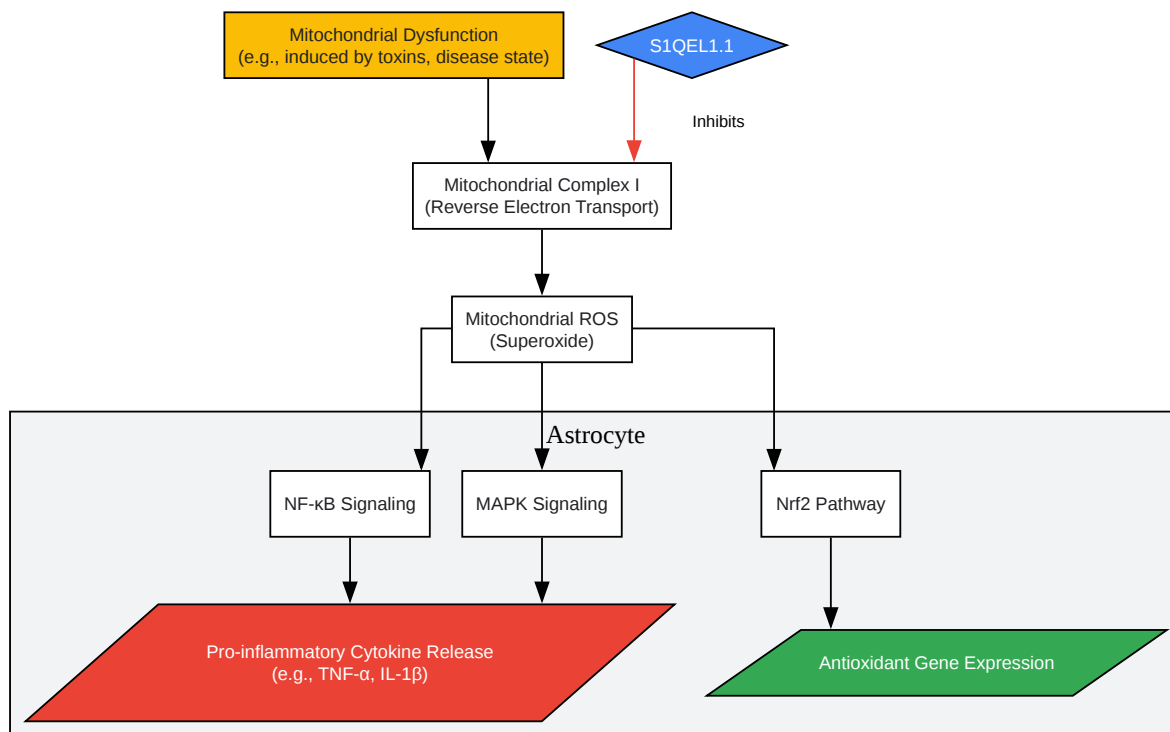 Mitochondrial Dysfunction
(e.g., induced by toxins, disease state)
S1QEL1.1
Inhibits
Mitochondrial Complex I
(Reverse Electron Transport)
Mitochondrial ROS
(Superoxide)
Astrocyte
NF-κB Signaling
MAPK Signaling
Nrf2 Pathway
Pro-inflammatory Cytokine Release
(e.g., TNF-α, IL-1β)
Antioxidant Gene Expression